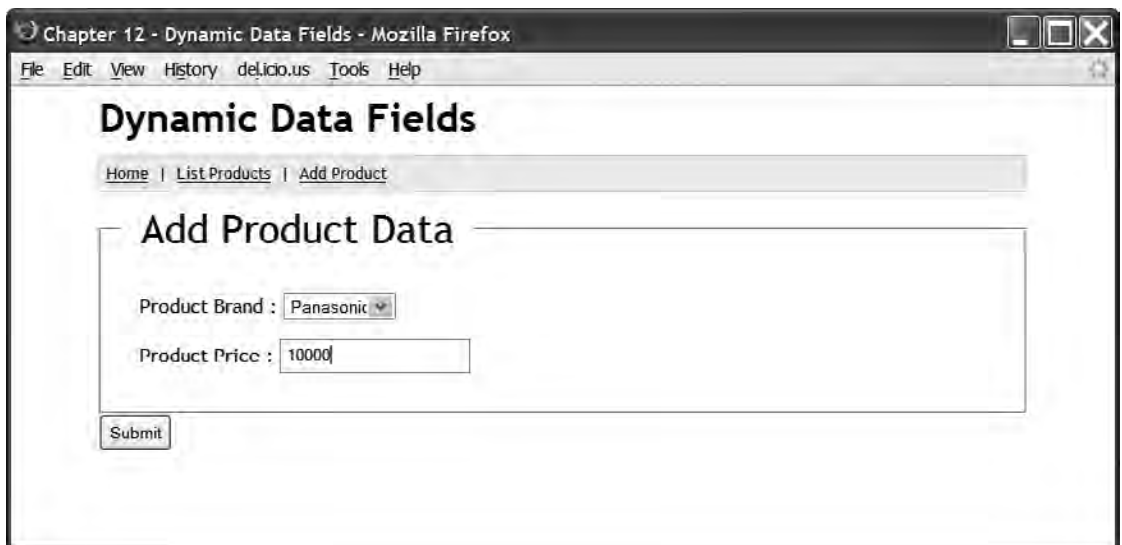 Chapter 12 - Dynamic Data Fields - Mozilla Firefox
File Edit View History del.icio.us Tools Help
Dynamic Data Fields
Home | List Products | Add Product
Add Product Data
Product Brand : Panasonic
Product Price : 10000
Submit